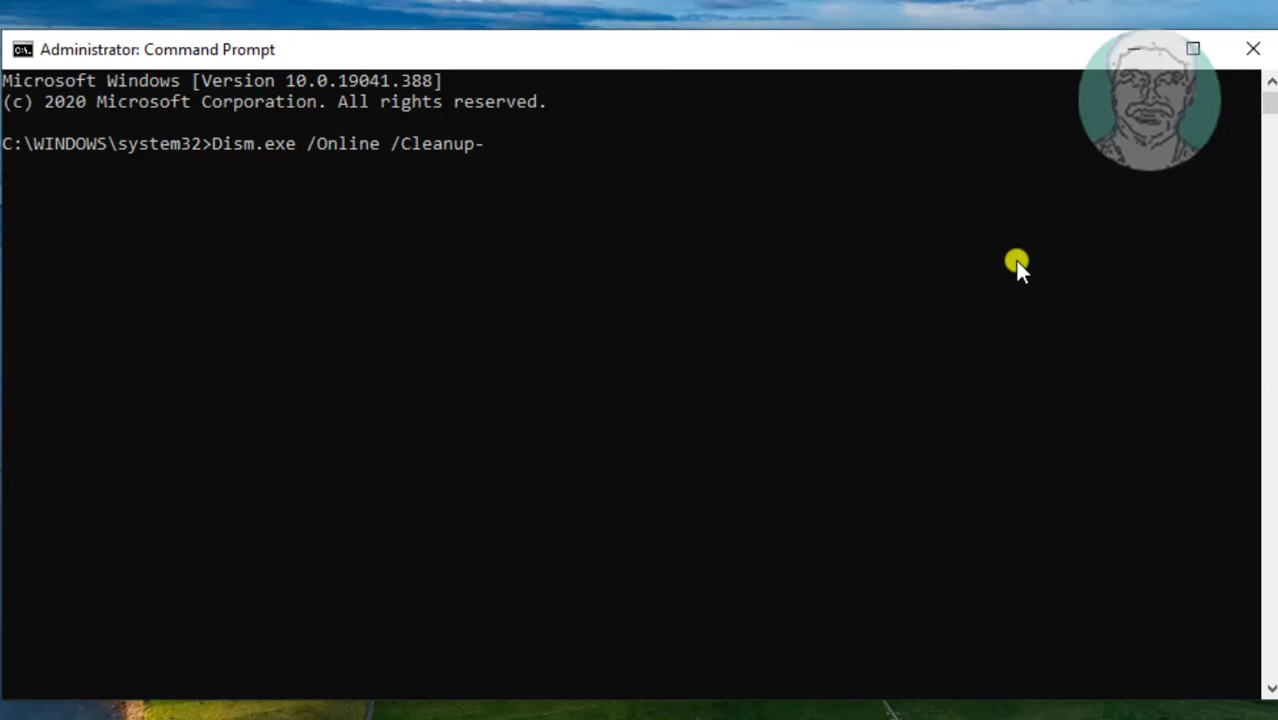 Administrator: Command Prompt
Microsoft Windows [Version 10.0.19041.388]
(c) 2020 Microsoft Corporation. All rights reserved.
C:\WINDOWS\system32>Dism.exe /Online /Cleanup-